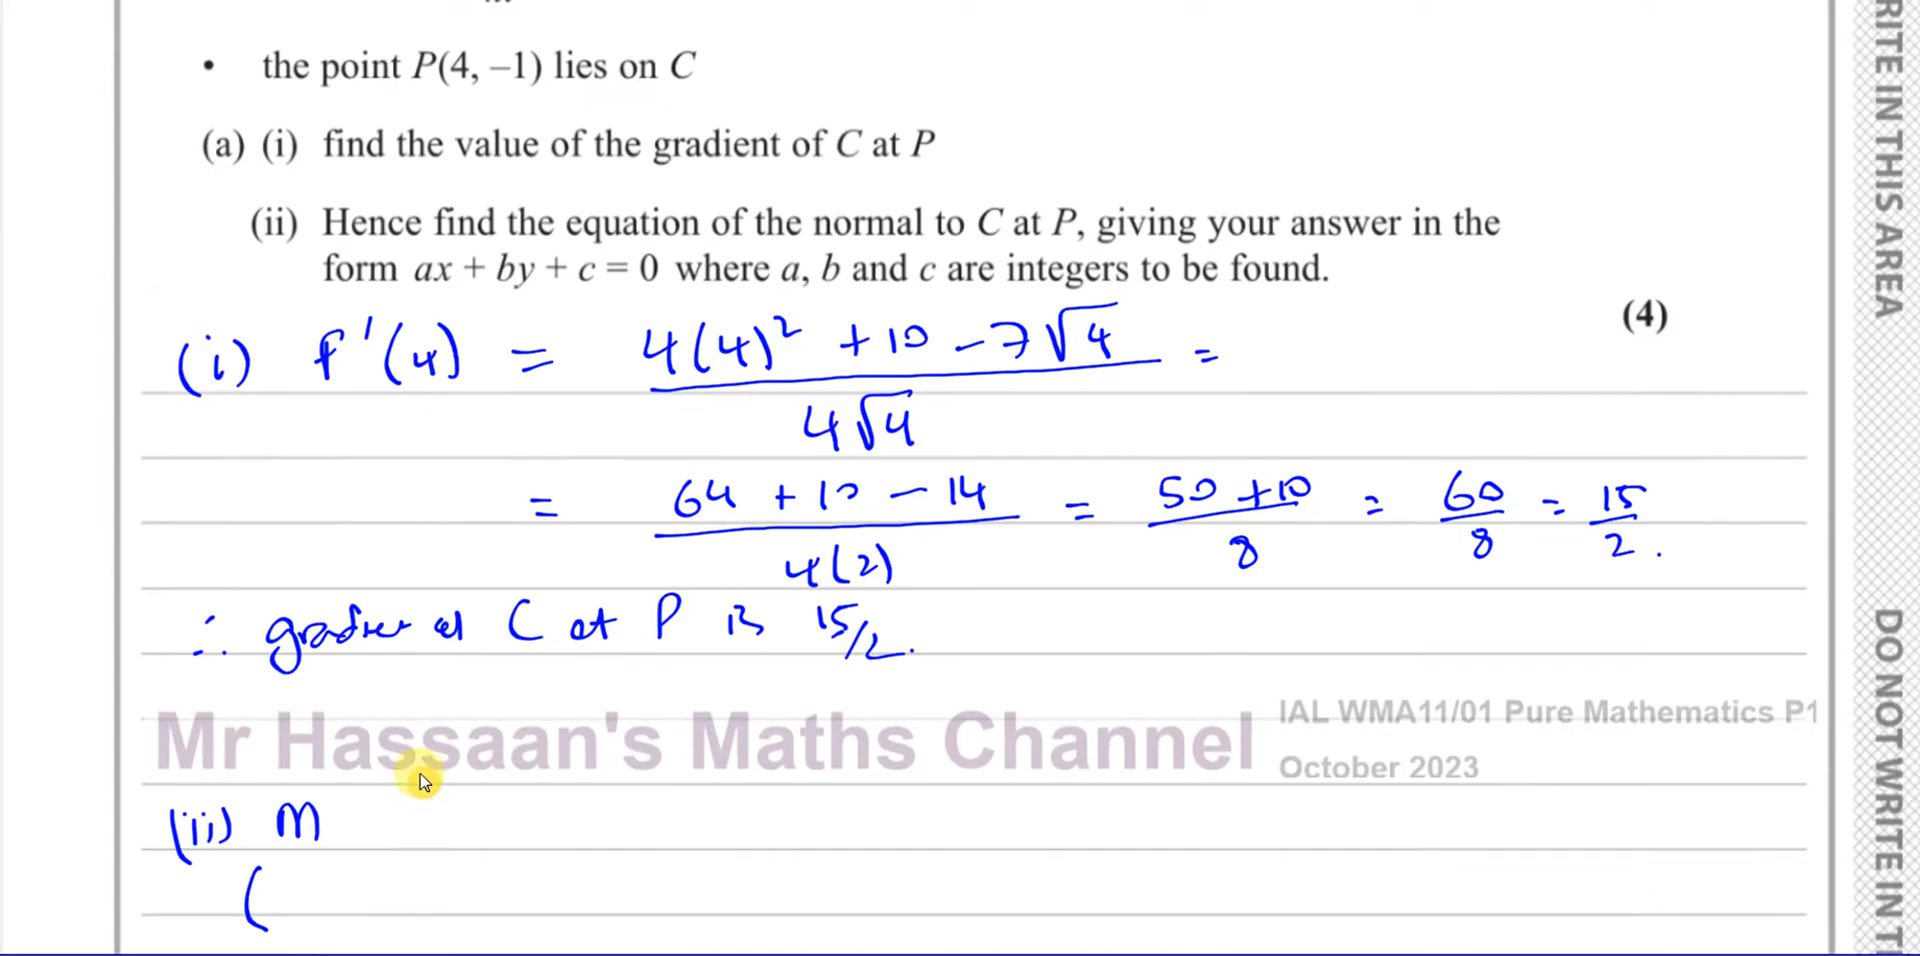 • the point P(4, –1) lies on C
(a) (i) find the value of the gradient of C at P
(ii) Hence find the equation of the normal to C at P, giving your answer in the
form ax + by + c = 0 where a, b and c are integers to be found.
(4)
(i) f'(4) = 4(4)² + 10 - 7√4 / 4√4 =
= 64 + 10 - 14 / 4(2) = 50 + 10 / 8 = 60/8 = 15/2.
∴ C at P is 15/2.
Mr Hassaan's Maths Channel
IAL WMA11/01 Pure Mathematics P1
October 2023
(ii) m
(
RITE IN THIS AREA
DO NOT WRITE IN T